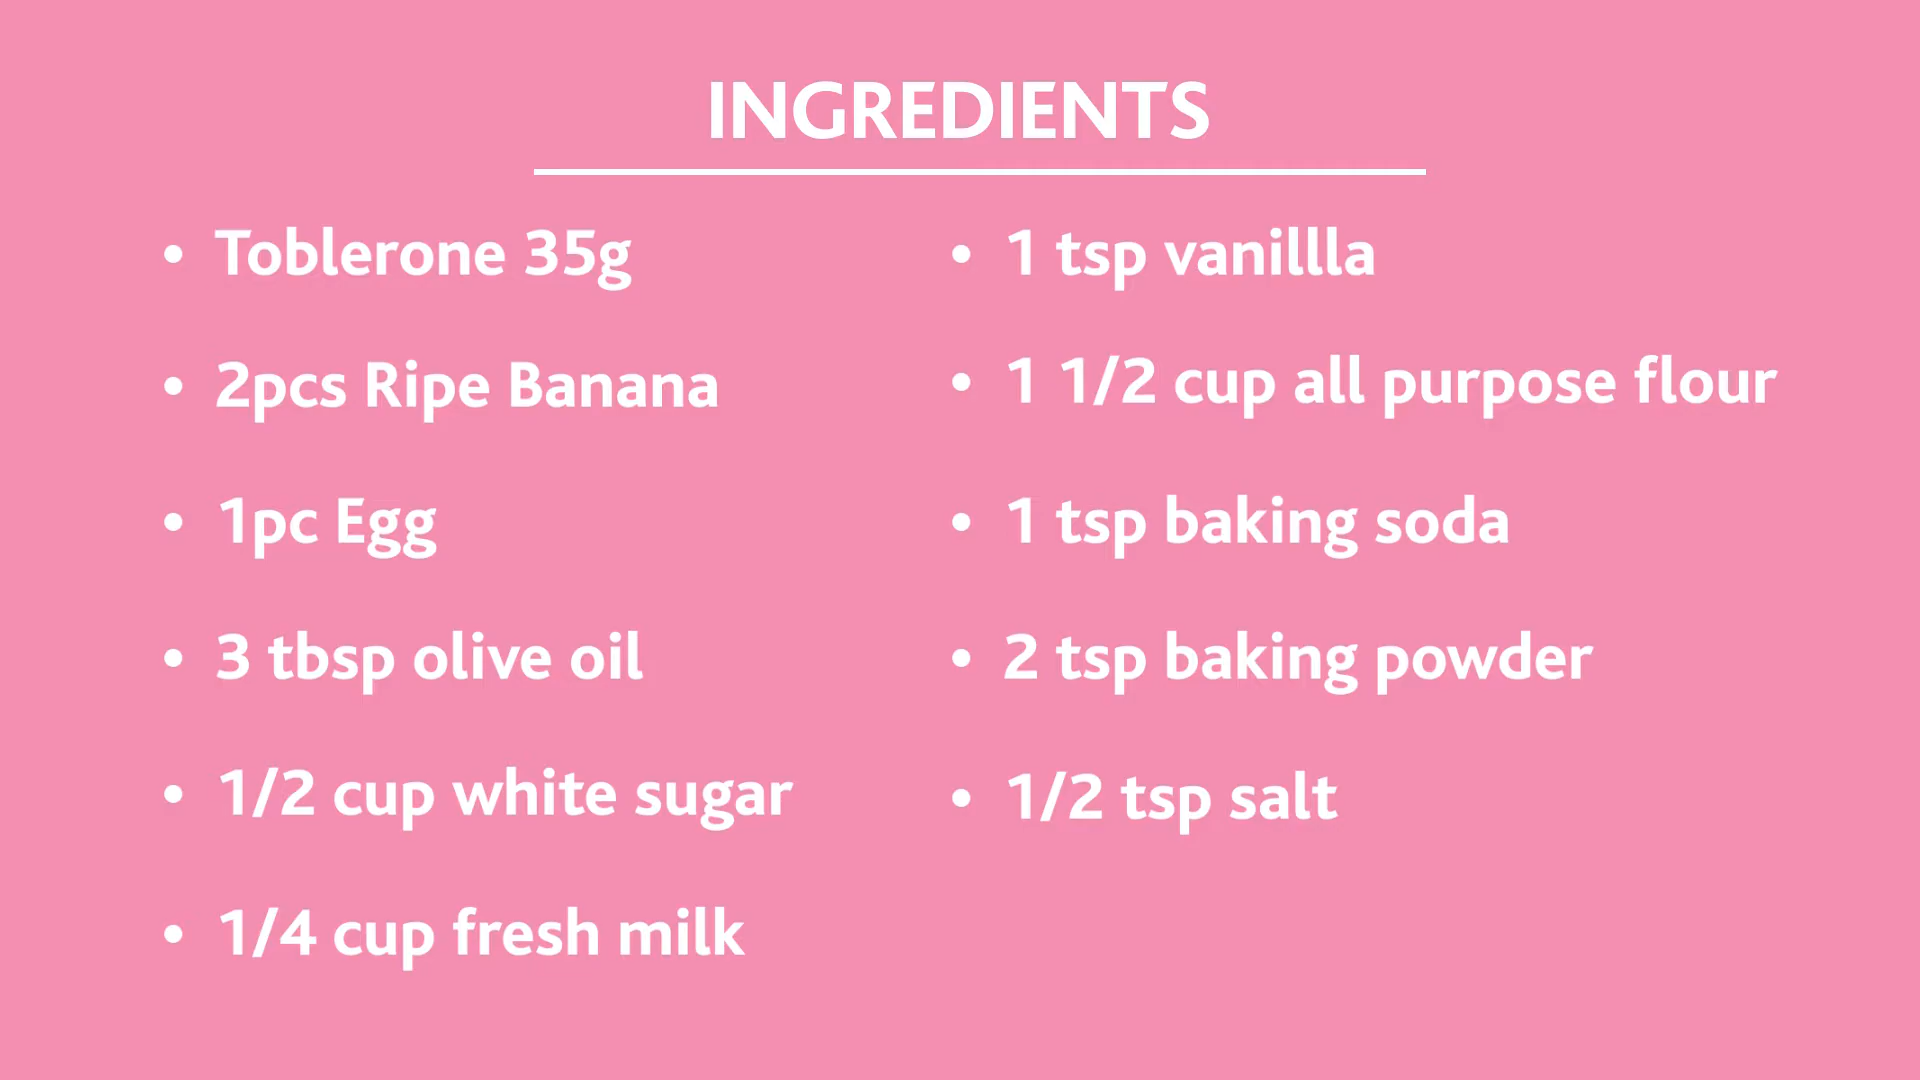 INGREDIENTS
• Toblerone 35g
• 2pcs Ripe Banana
• 1pc Egg
• 3 tbsp olive oil
• 1/2 cup white sugar
• 1/4 cup fresh milk
• 1 tsp vanillla
• 1 1/2 cup all purpose flour
• 1 tsp baking soda
• 2 tsp baking powder
• 1/2 tsp salt